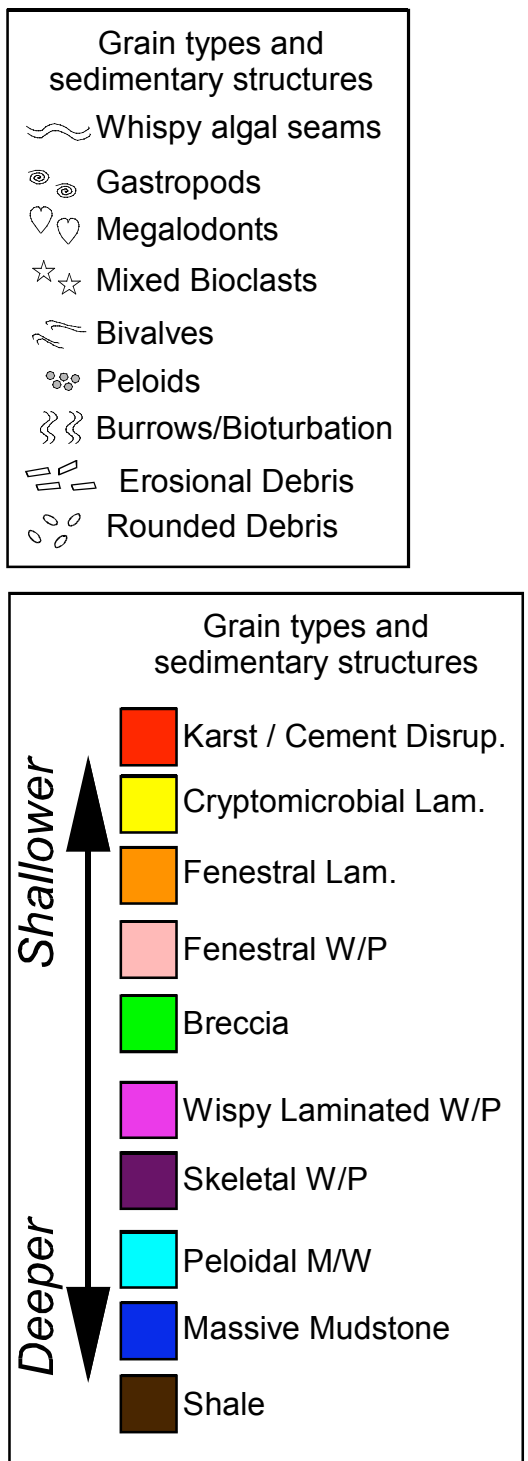 Grain types and
sedimentary structures
Whispy algal seams
Gastropods
Megalodonts
Mixed Bioclasts
Bivalves
Peloids
Burrows/Bioturbation
Erosional Debris
Rounded Debris
Grain types and
sedimentary structures
Shallower
Deeper
Karst / Cement Disrup.
Cryptomicrobial Lam.
Fenestral Lam.
Fenestral W/P
Breccia
Wispy Laminated W/P
Skeletal W/P
Peloidal M/W
Massive Mudstone
Shale